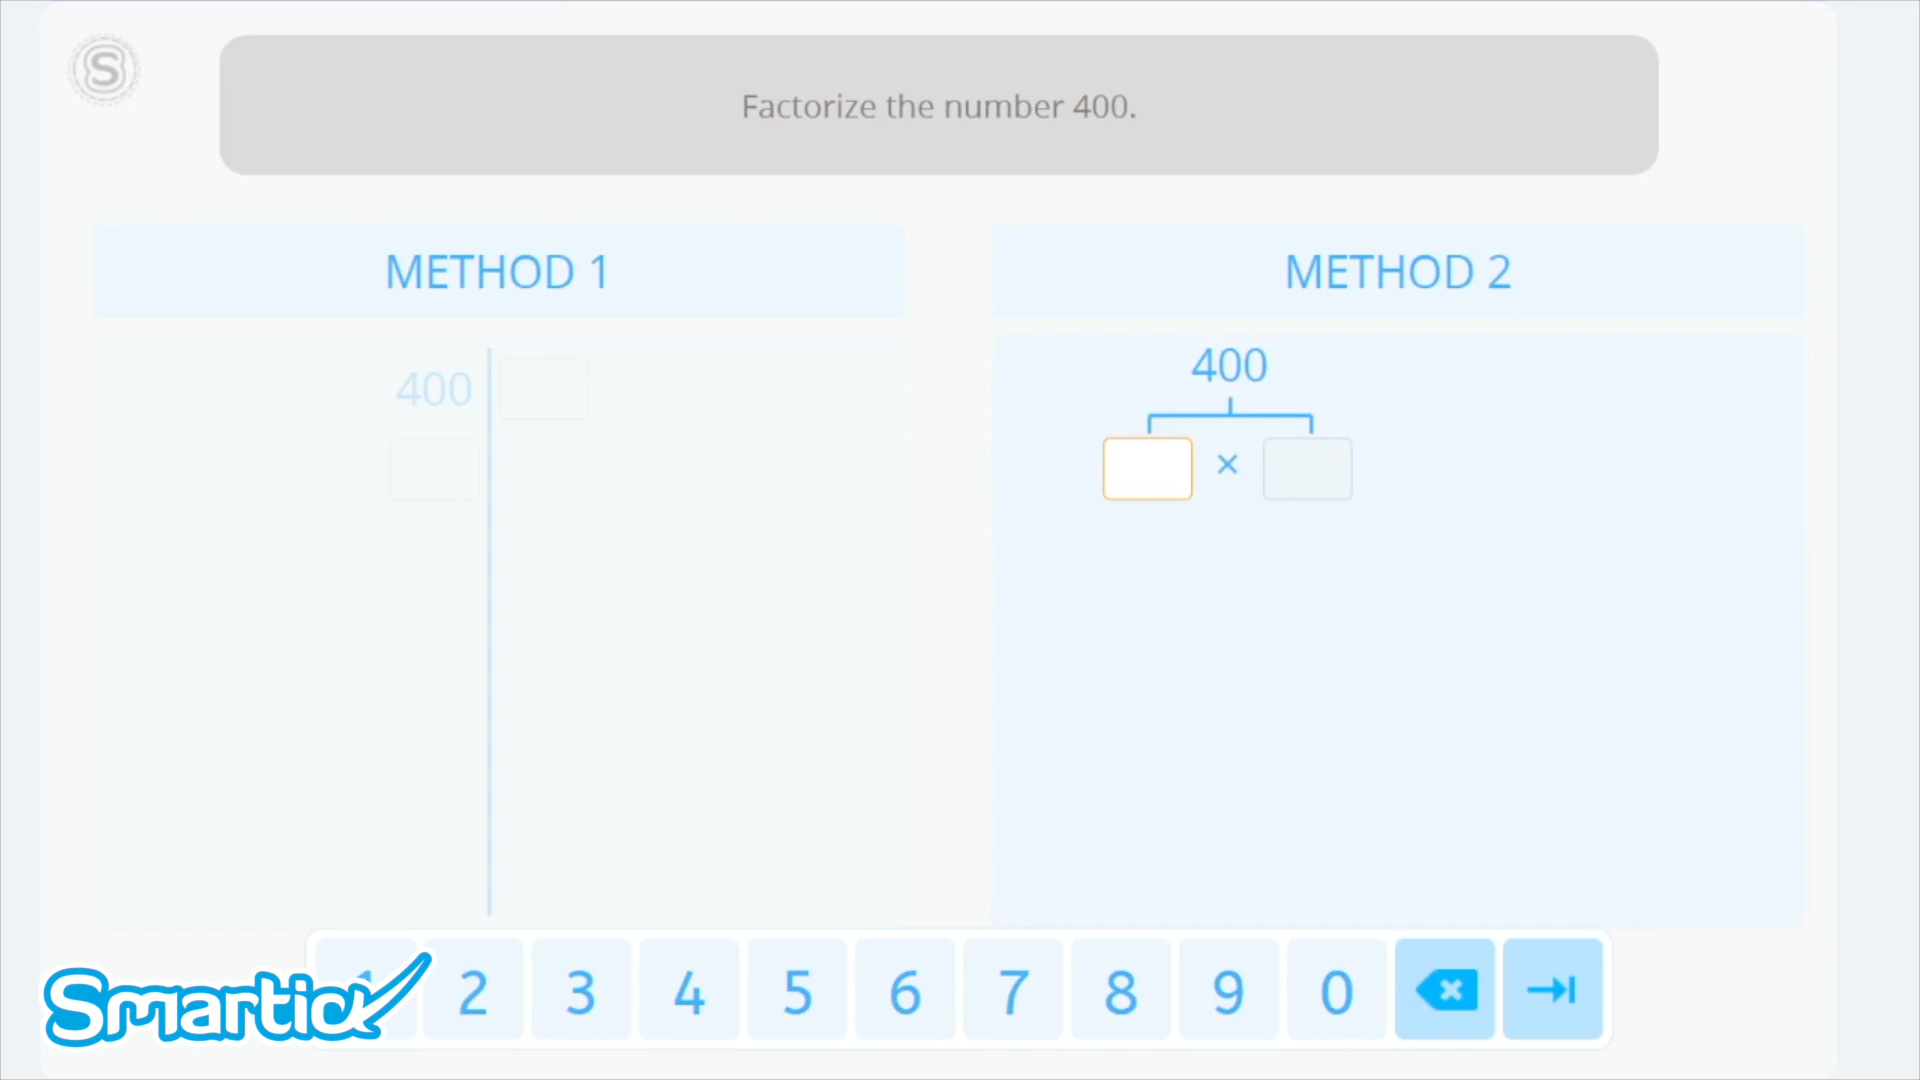 S
Factorize the number 400.
METHOD 1
METHOD 2
400
400
×
1 2 3 4 5 6 7 8 9 0
Smartick